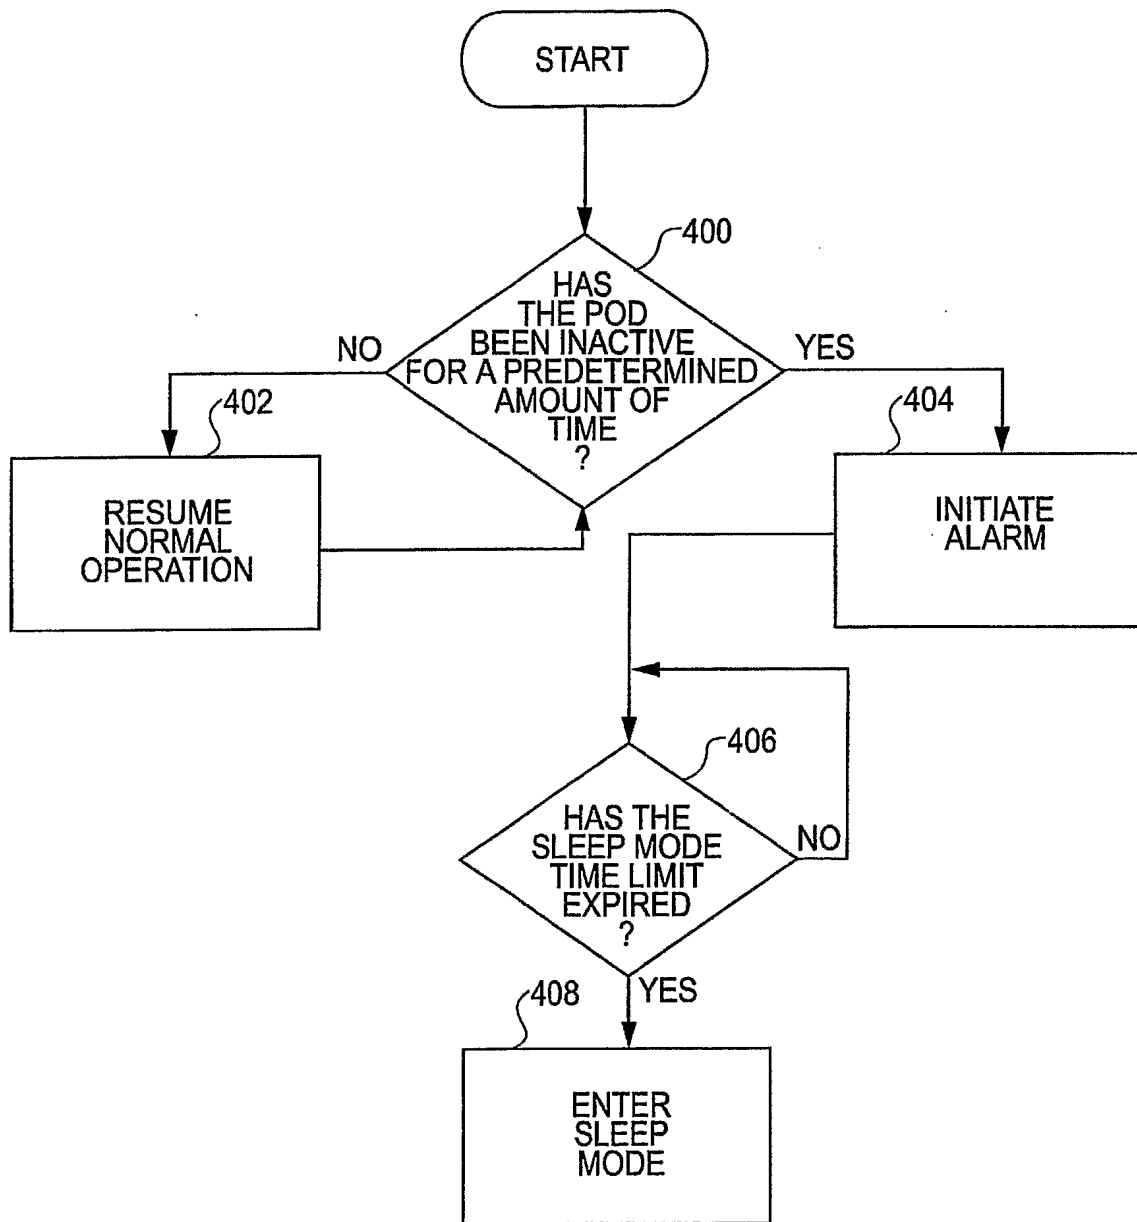 START
400
HAS
THE POD
BEEN INACTIVE
FOR A PREDETERMINED
AMOUNT OF
TIME
?
NO
YES
402
RESUME
NORMAL
OPERATION
404
INITIATE
ALARM
406
HAS THE
SLEEP MODE
TIME LIMIT
EXPIRED
?
NO
YES
408
ENTER
SLEEP
MODE